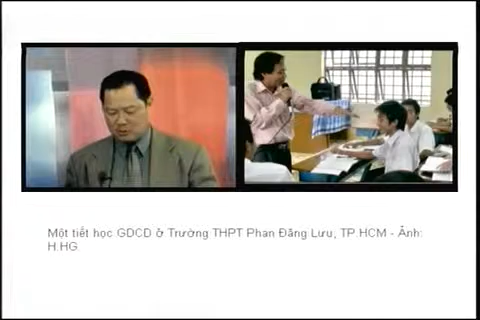 Một tiết học GDCD ở Trường THPT Phan Đăng Lưu, TP.HCM - Ảnh:
H.HG